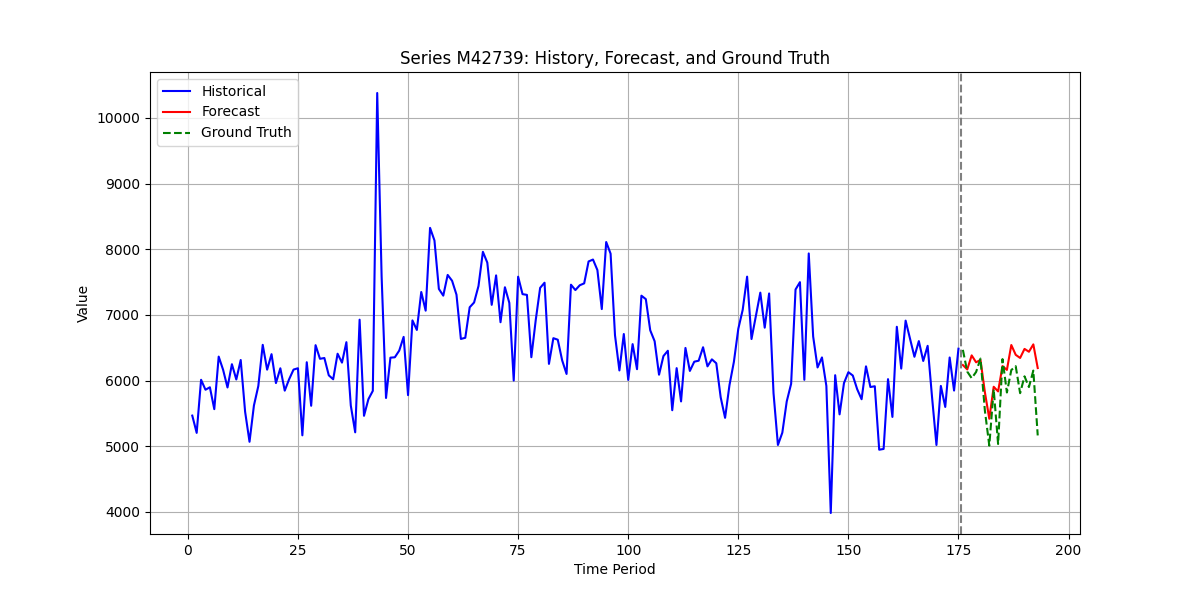 Series M42739: History, Forecast, and Ground Truth
Historical
Forecast
Ground Truth
10000
9000
8000
7000
6000
5000
4000
Value
0 25 50 75 100 125 150 175 200
Time Period